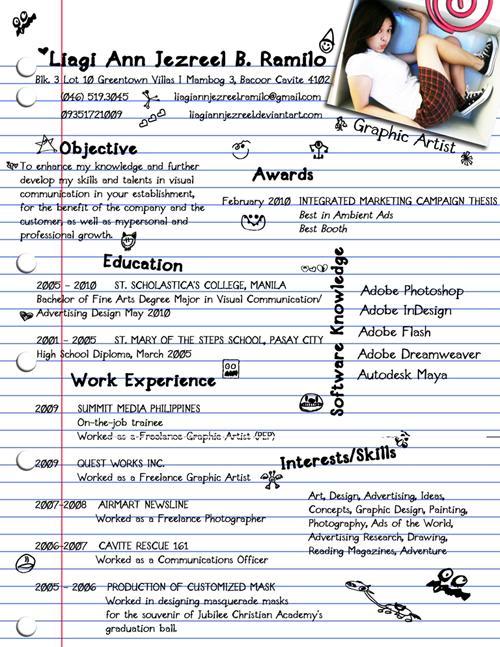 Liagi Ann Jezreel B. Ramilo
Blk. 3 Lot 10 Greentown Villas 1 Mambog 3, Bacoor Cavite 4102
(046) 519.3045
liagiannjezreelramilo@gmail.com
09351721009
liagiannjezreel.deviantart.com
Graphic Artist
Objective
To enhance my knowledge and further
develop my skills and talents in visual
communication in your establishment,
for the benefit of the company and the
customer, as well as mypersonal and
professional growth.
Awards
February 2010 INTEGRATED MARKETING CAMPAIGN THESIS
Best in Ambient Ads
Best Booth
Education
2005 - 2010 ST. SCHOLASTICA'S COLLEGE, MANILA
Bachelor of Fine Arts Degree Major in Visual Communication/
Advertising Design May 2010
2001 - 2005 ST. MARY OF THE STEPS SCHOOL, PASAY CITY
High School Diploma, March 2005
Software Knowledge
Adobe Photoshop
Adobe InDesign
Adobe Flash
Adobe Dreamweaver
Autodesk Maya
Work Experience
2009 SUMMIT MEDIA PHILIPPINES
On-the-job trainee
Worked as a Freelance Graphic Artist (PEP)
2009 QUEST WORKS INC.
Worked as a Freelance Graphic Artist
2007-2008 AIRMART NEWSLINE
Worked as a Freelance Photographer
2006-2007 CAVITE RESCUE 161
Worked as a Communications Officer
2005 - 2006 PRODUCTION OF CUSTOMIZED MASK
Worked in designing masquerade masks
for the souvenir of Jubilee Christian Academy's
graduation ball.
Interests/Skills
Art, Design, Advertising, Ideas,
Concepts, Graphic Design, Painting,
Photography, Ads of the World,
Advertising Research, Drawing,
Reading Magazines, Adventure